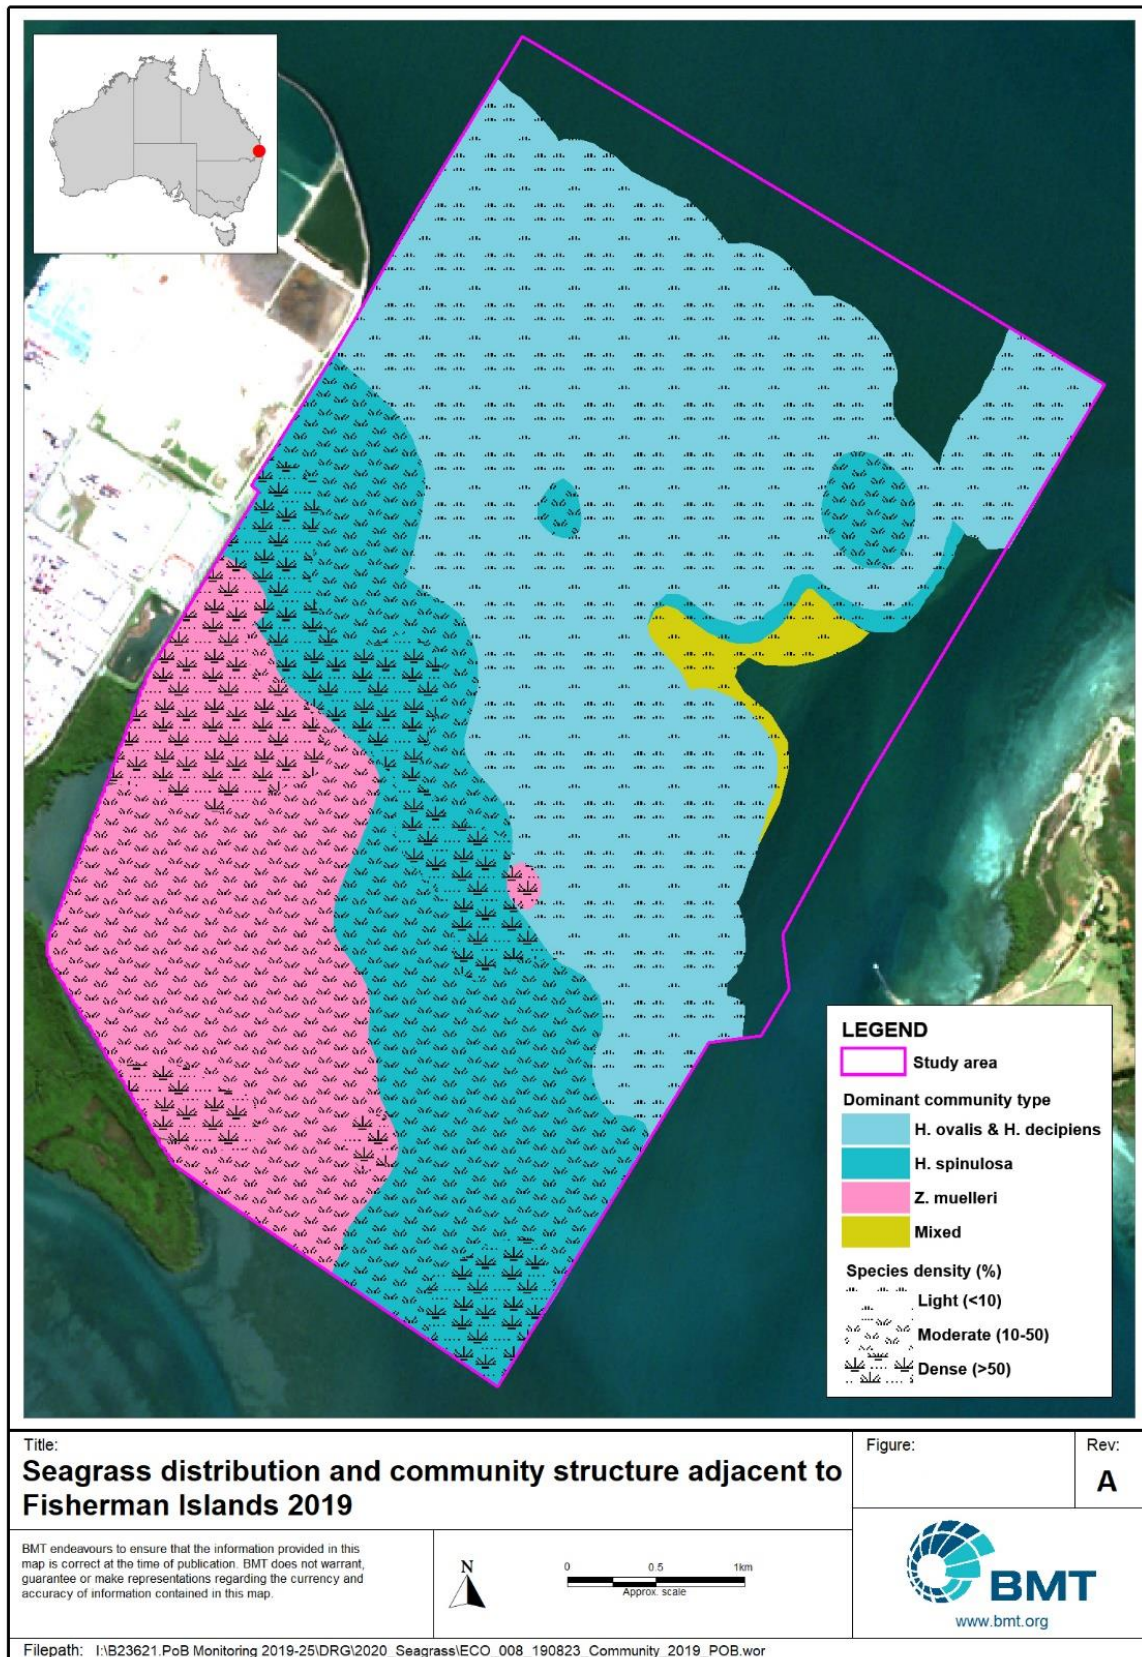 LEGEND
Study area
Dominant community type
H. ovalis & H. decipiens
H. spinulosa
Z. muelleri
Mixed
Species density (%)
Light (<10)
Moderate (10-50)
Dense (>50)
Title:
Seagrass distribution and community structure adjacent to
Fisherman Islands 2019
Figure:
Rev:
A
BMT endeavours to ensure that the information provided in this
map is correct at the time of publication. BMT does not warrant,
guarantee or make representations regarding the currency and
accuracy of information contained in this map.
N
0 0.5 1km
Approx. scale
BMT
www.bmt.org
Filepath: I:\B23621.PoB Monitoring 2019-25\DRG\2020_Seagrass\ECO_008_190823_Community_2019_POB.wor